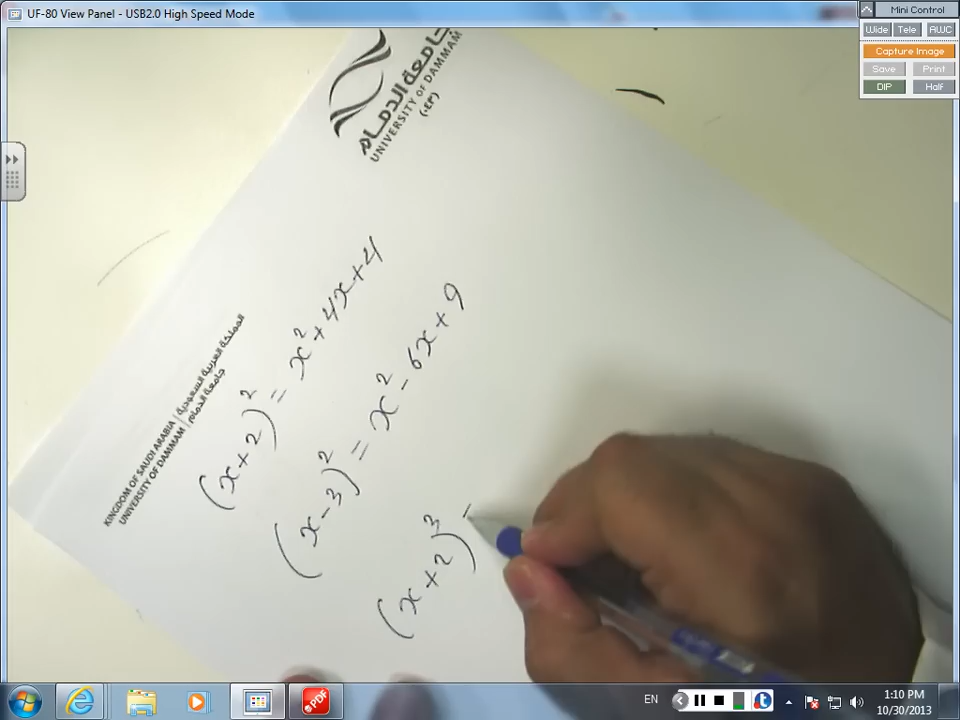 UF-80 View Panel - USB2.0 High Speed Mode
Mini Control
Wide Tele AWC
Capture Image
Save Print
DIP Half
جامعة الدمام
UNIVERSITY OF DAMMAM
(٠٤٣)
المملكة العربية السعودية | KINGDOM OF SAUDI ARABIA
جامعة الدمام | UNIVERSITY OF DAMMAM
(x+2)² = x²+4x+4
(x-3)² = x²-6x+9
(x+2)³ -
PDF
EN
1:10 PM
10/30/2013